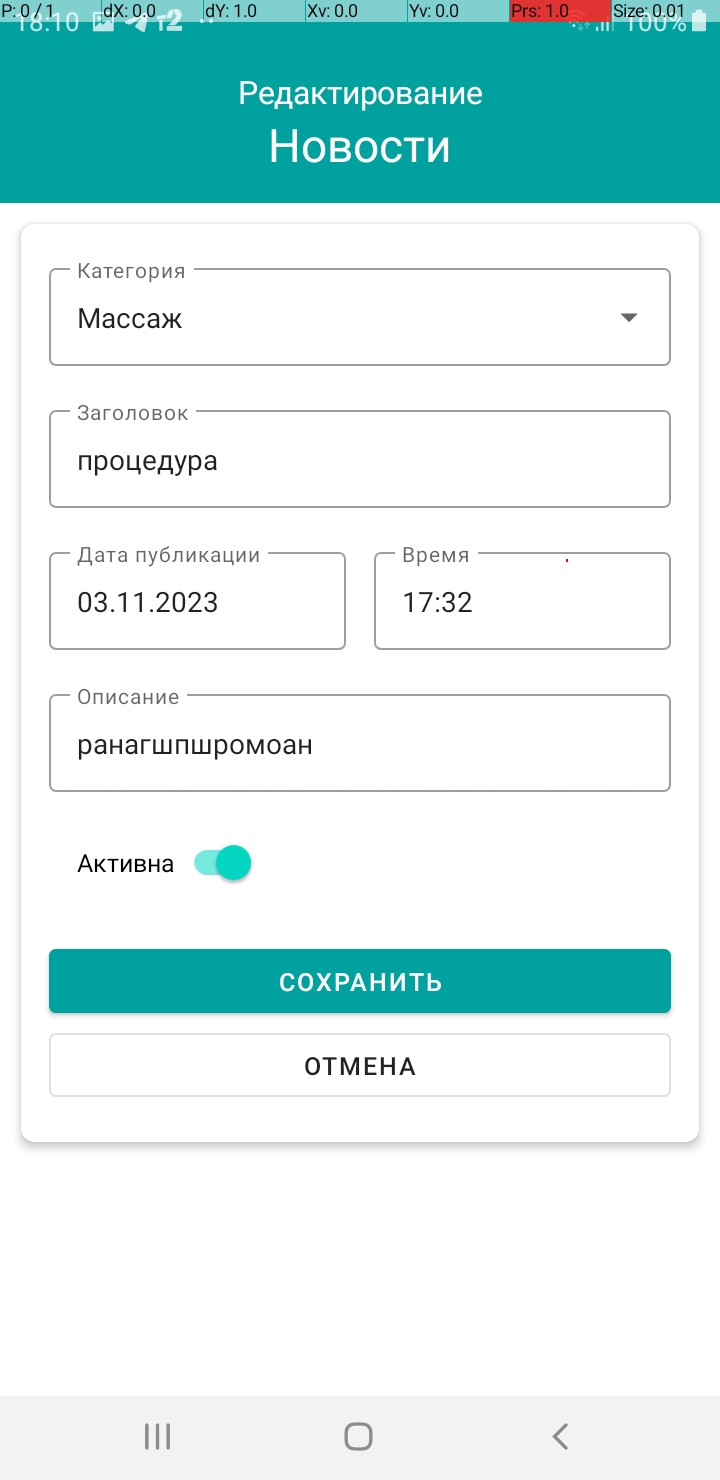 P: 0 / 1 dX: 0.0 dY: 1.0 Xv: 0.0 Yv: 0.0 Prs: 1.0 Size: 0.01
18:10 т2 100%
Редактирование
Новости
Категория
Массаж
Заголовок
процедура
Дата публикации Время
03.11.2023 17:32
Описание
ранагшпшромоан
Активна
СОХРАНИТЬ
ОТМЕНА